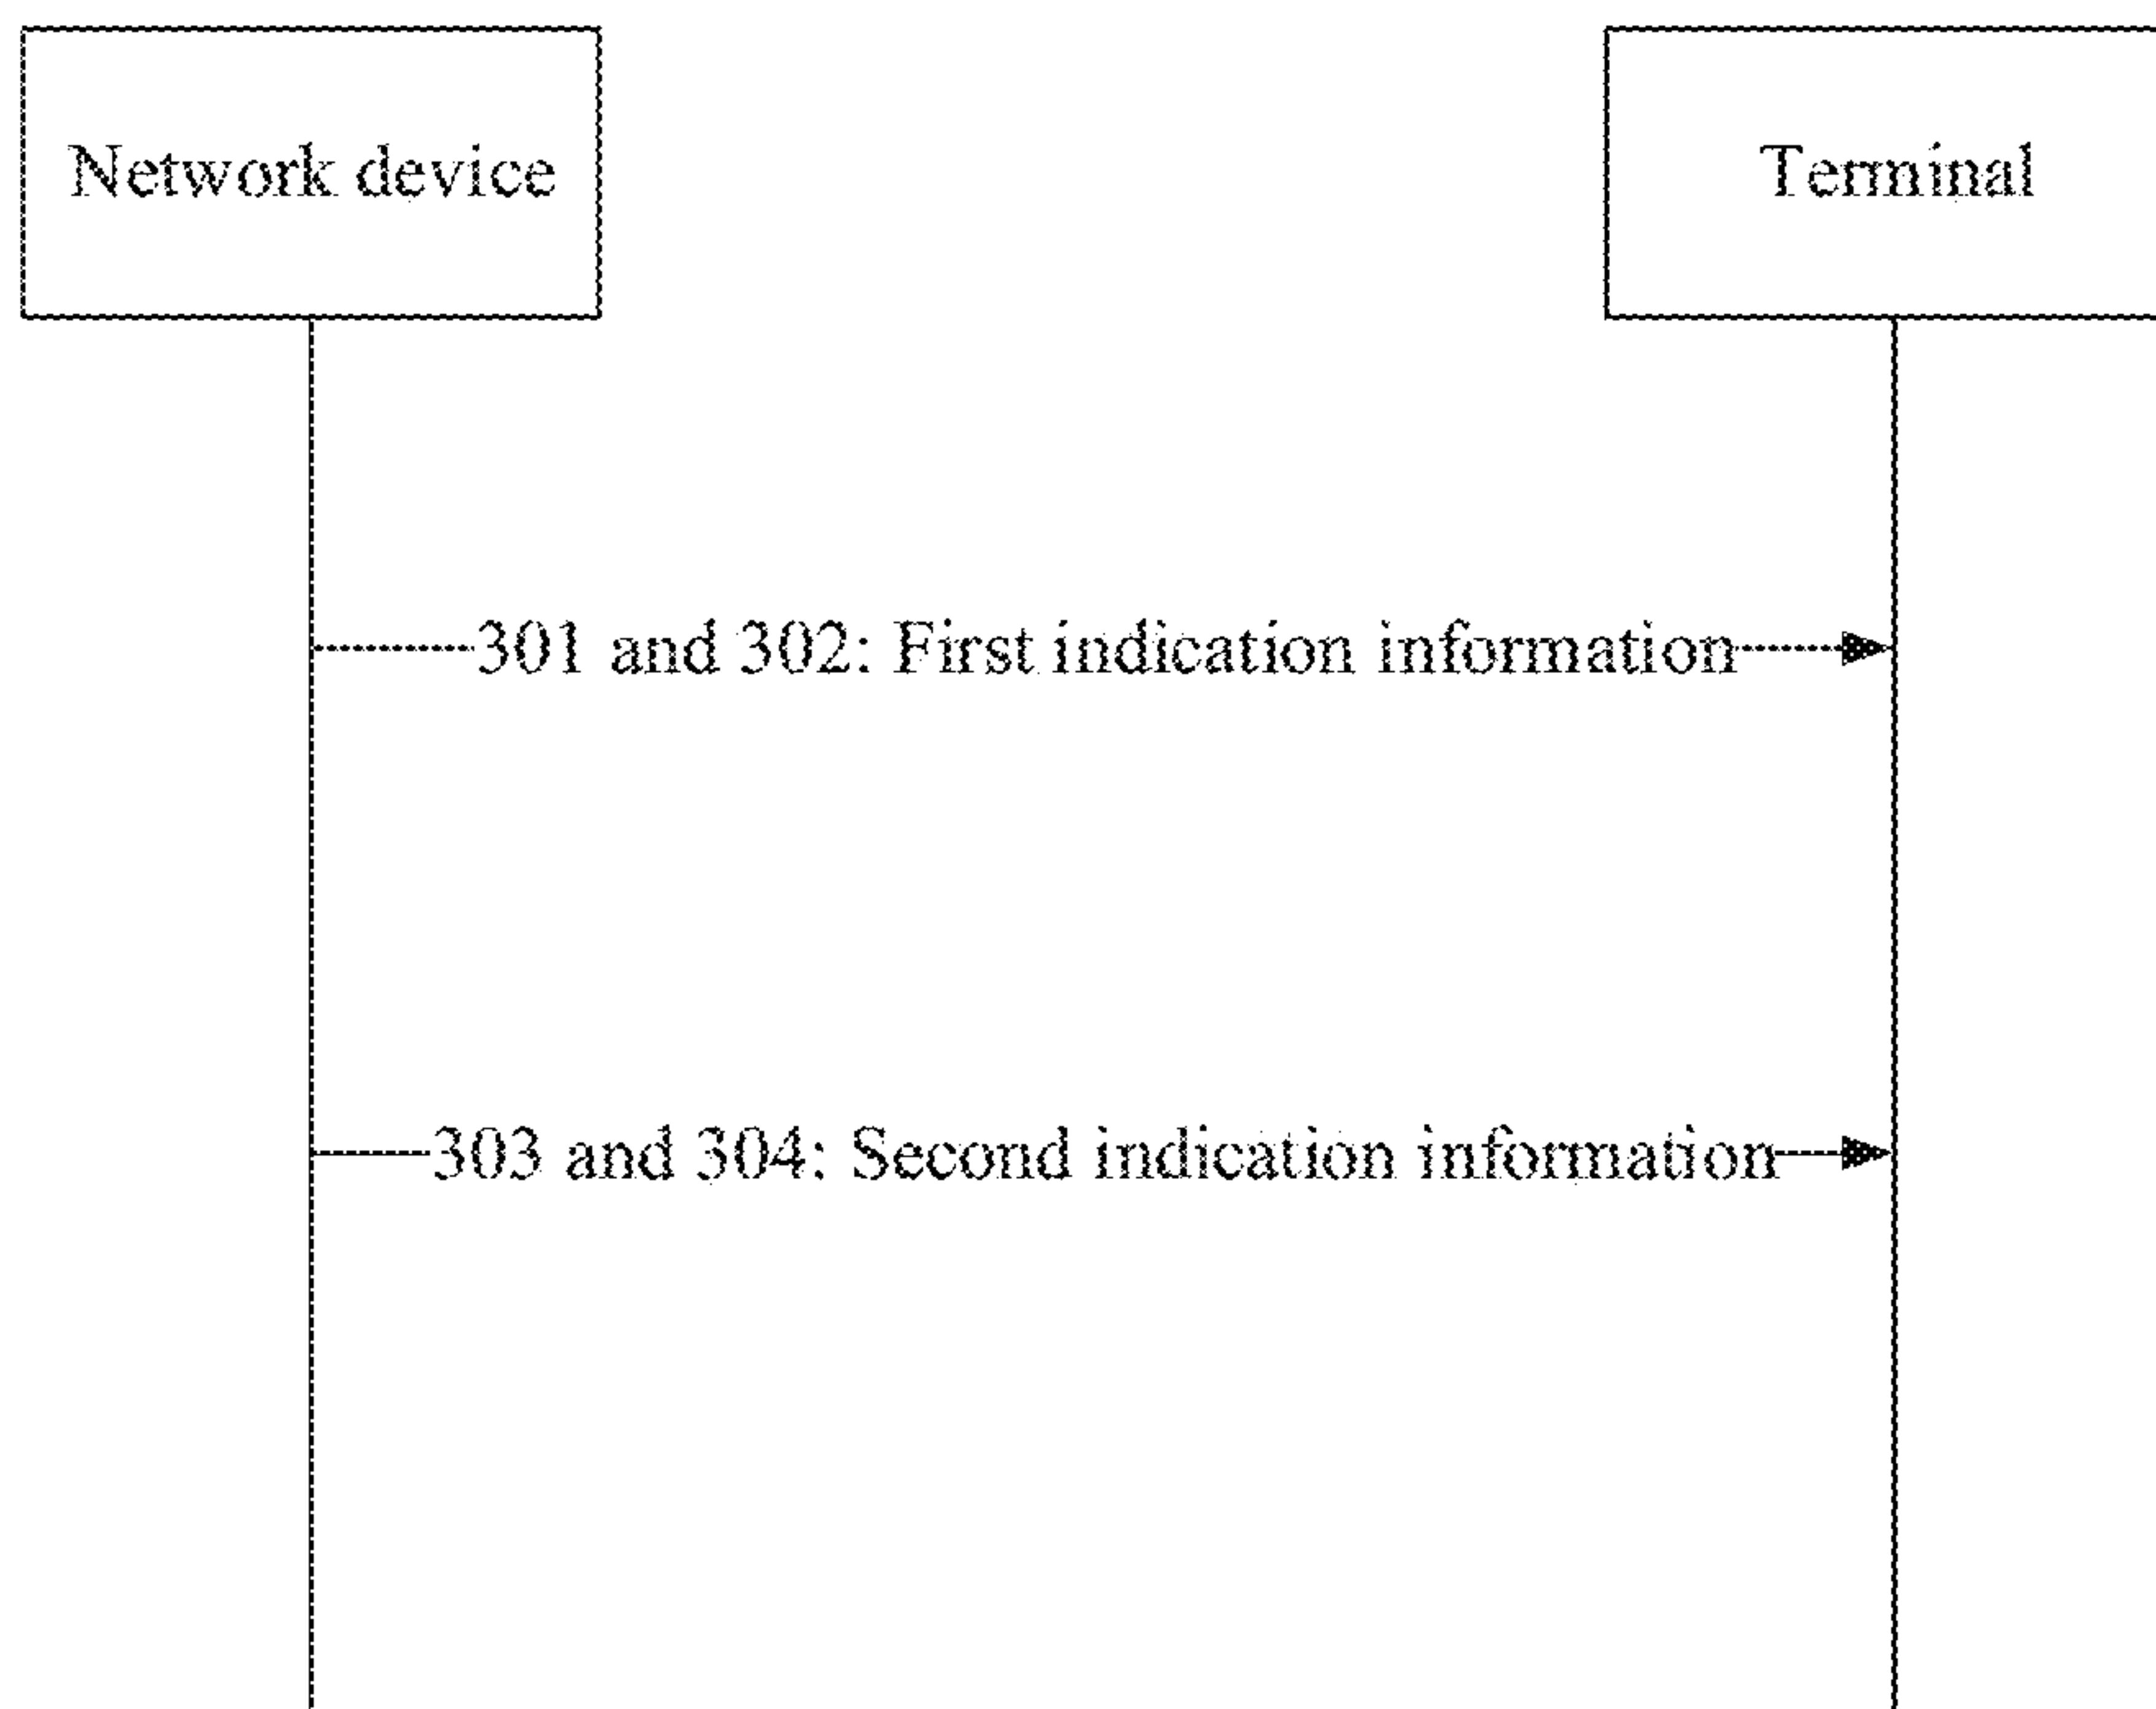 Network device
Terminal
301 and 302: First indication information
303 and 304: Second indication information